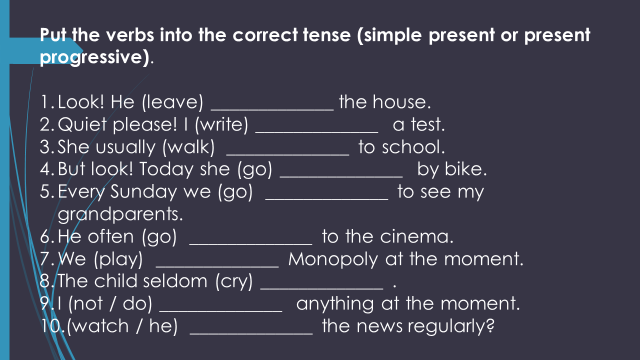 Put the verbs into the correct tense (simple present or present
progressive).
1. Look! He (leave) _____________ the house.
2. Quiet please! I (write) _____________ a test.
3. She usually (walk) _____________ to school.
4. But look! Today she (go) _____________ by bike.
5. Every Sunday we (go) _____________ to see my
grandparents.
6. He often (go) _____________ to the cinema.
7. We (play) _____________ Monopoly at the moment.
8. The child seldom (cry) _____________ .
9. I (not / do) _____________ anything at the moment.
10. (watch / he) _____________ the news regularly?